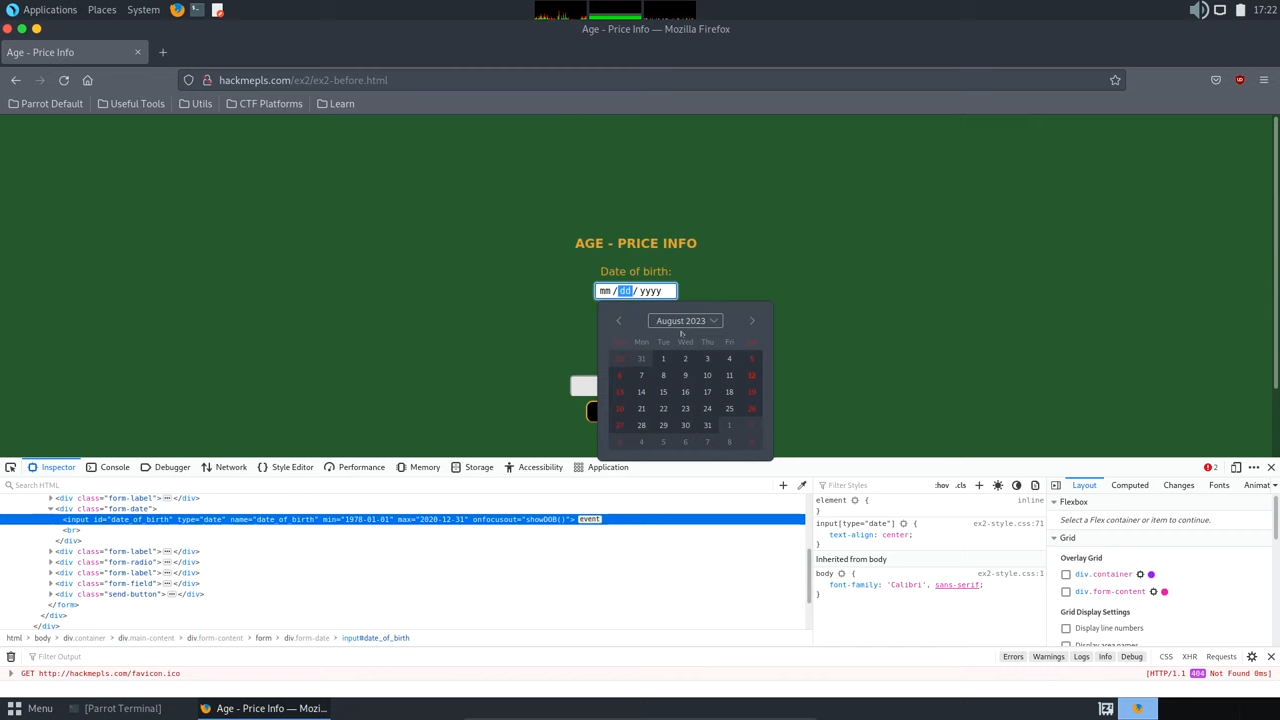 Applications Places System 17:22
Age - Price Info — Mozilla Firefox
Age - Price Info
hackmepls.com/ex2/ex2-before.html
Parrot Default Useful Tools Utils CTF Platforms Learn
AGE - PRICE INFO
Date of birth:
mm/dd/yyyy
August 2023
Mon Tue Wed Thu Fri
31 1 2 3 4 5
6 7 8 9 10 11 12
13 14 15 16 17 18 19
20 21 22 23 24 25 26
27 28 29 30 31 1
4 5 6 7 8
Inspector Console Debugger Network Style Editor Performance Memory Storage Accessibility Application 2
Search HTML
<div class="form-label"></div>
<div class="form-date">
<input id="date_of_birth" type="date" name="date_of_birth" min="1978-01-01" max="2020-12-31" onfocusout="showDOB()"> event
<br>
</div>
<div class="form-label"></div>
<div class="form-radio"></div>
<div class="form-label"></div>
<div class="form-field"></div>
<div class="send-button"></div>
</form>
</div>
</div>
html body div.container div.main-content div.form-content form div.form-date input#date_of_birth
Filter Styles :hov .cls
element { inline
}
input[type="date"] { ex2-style.css:71
text-align: center;
}
Inherited from body
body { ex2-style.css:1
font-family: 'Calibri', sans-serif;
}
Layout Computed Changes Fonts Animat
Flexbox
Select a Flex container or item to continue.
Grid
Overlay Grid
div.container
div.form-content
Grid Display Settings
Display line numbers
Display area names
Filter Output Errors Warnings Logs Info Debug CSS XHR Requests
GET http://hackmepls.com/favicon.ico [HTTP/1.1 404 Not Found 0ms]
Menu [Parrot Terminal] Age - Price Info — Mozi...